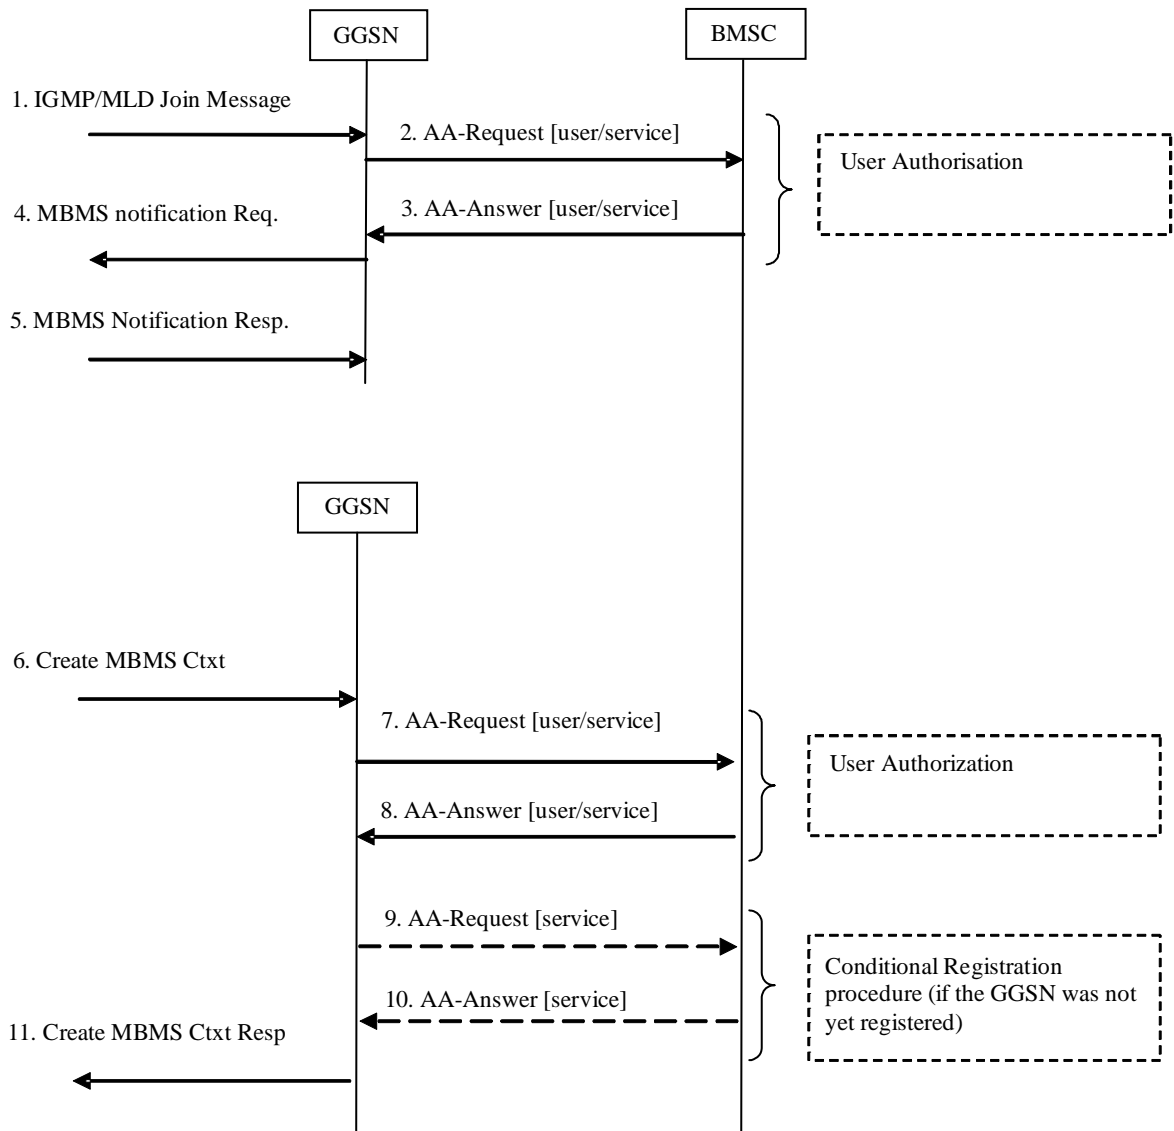 GGSN
BMSC
1. IGMP/MLD Join Message
2. AA-Request [user/service]
User Authorisation
3. AA-Answer [user/service]
4. MBMS notification Req.
5. MBMS Notification Resp.
GGSN
6. Create MBMS Ctxt
7. AA-Request [user/service]
User Authorization
8. AA-Answer [user/service]
9. AA-Request [service]
Conditional Registration
procedure (if the GGSN was not
yet registered)
10. AA-Answer [service]
11. Create MBMS Ctxt Resp